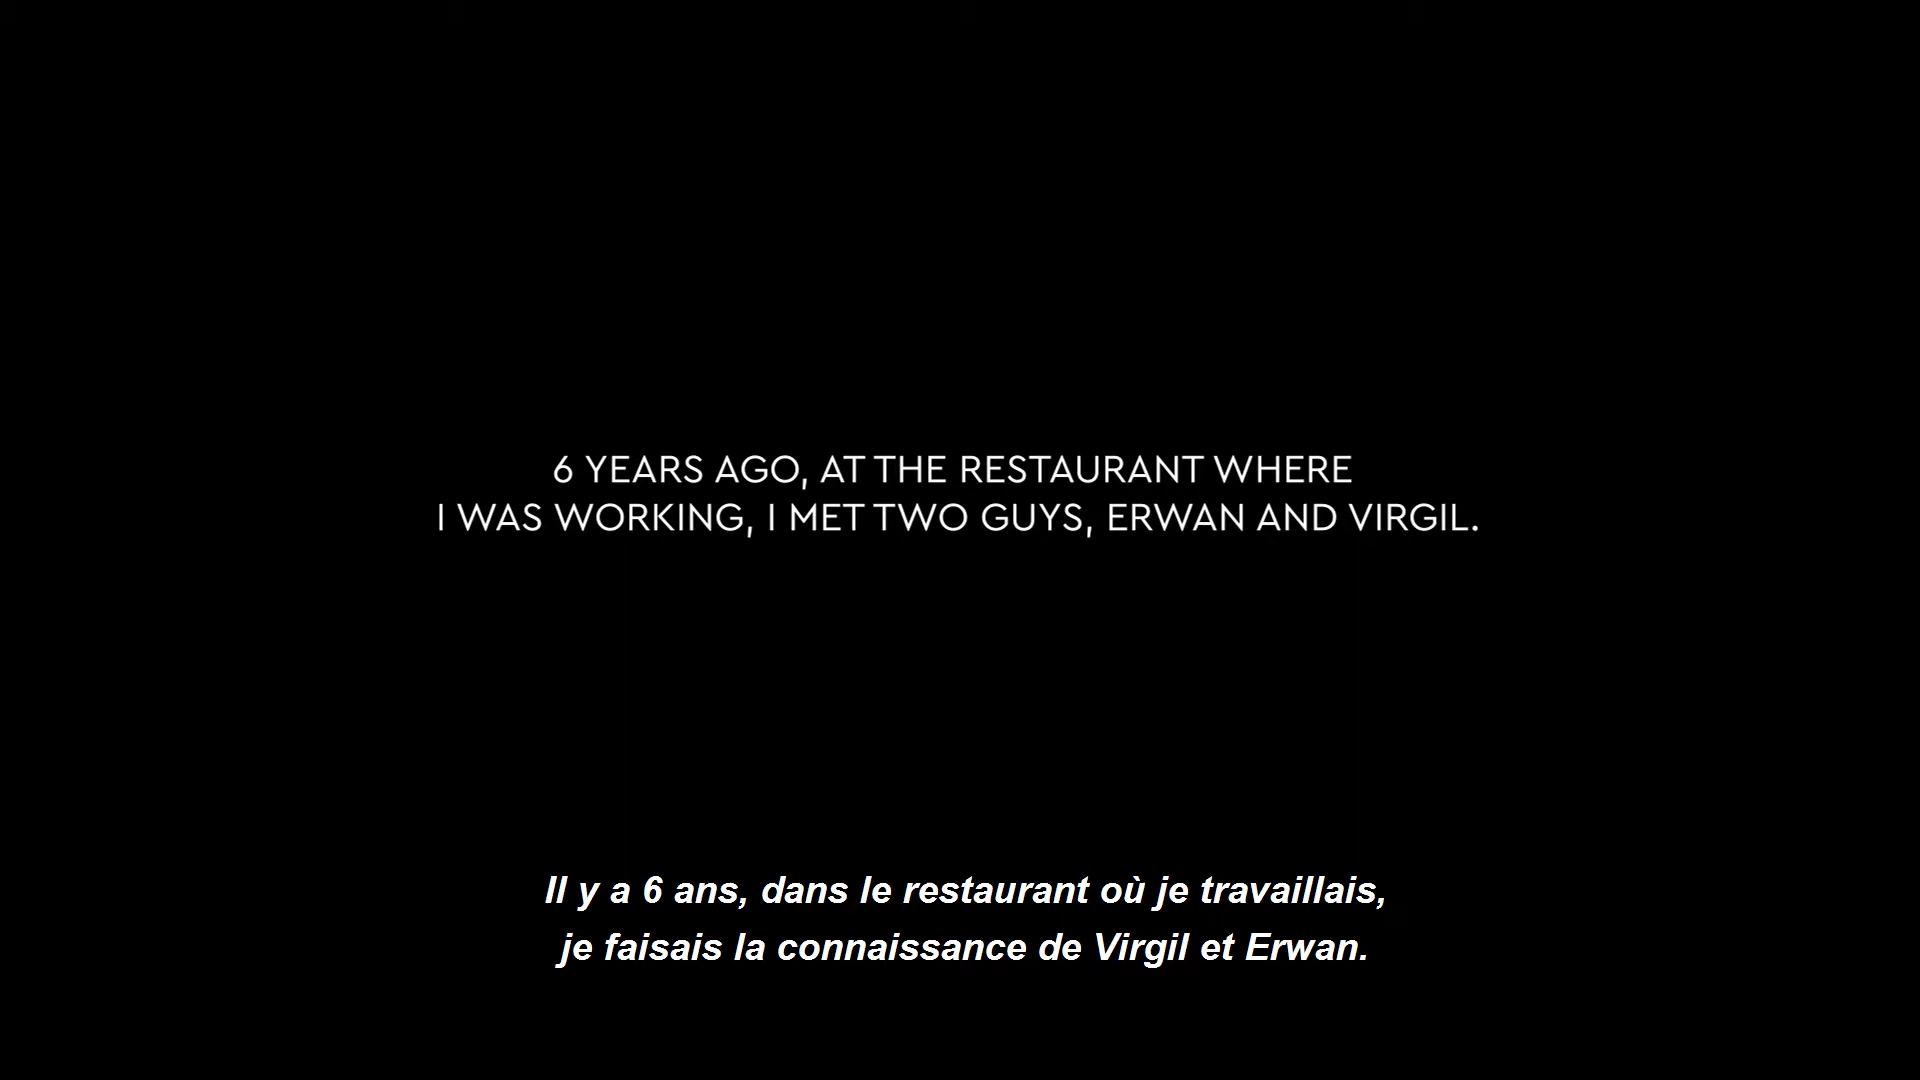 6 YEARS AGO, AT THE RESTAURANT WHERE
I WAS WORKING, I MET TWO GUYS, ERWAN AND VIRGIL.
Il y a 6 ans, dans le restaurant où je travaillais,
je faisais la connaissance de Virgil et Erwan.